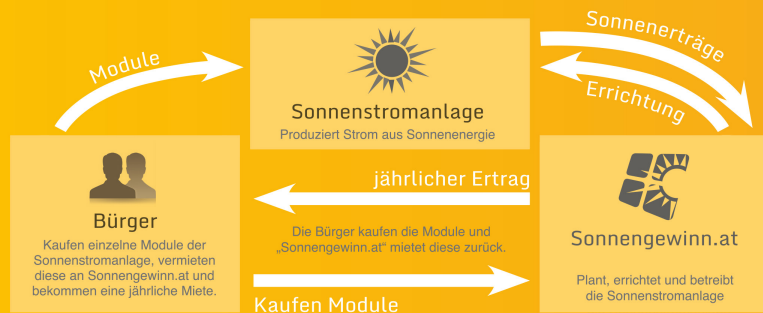 Module
Sonnenstromanlage
Produziert Strom aus Sonnenenergie
Sonnenerträge
Errichtung
Bürger
Kaufen einzelne Module der
Sonnenstromanlage, vermieten
diese an Sonnengewinn.at und
bekommen eine jährliche Miete.
jährlicher Ertrag
Die Bürger kaufen die Module und
„Sonnengewinn.at“ mietet diese zurück.
Kaufen Module
Sonnengewinn.at
Plant, errichtet und betreibt
die Sonnenstromanlage